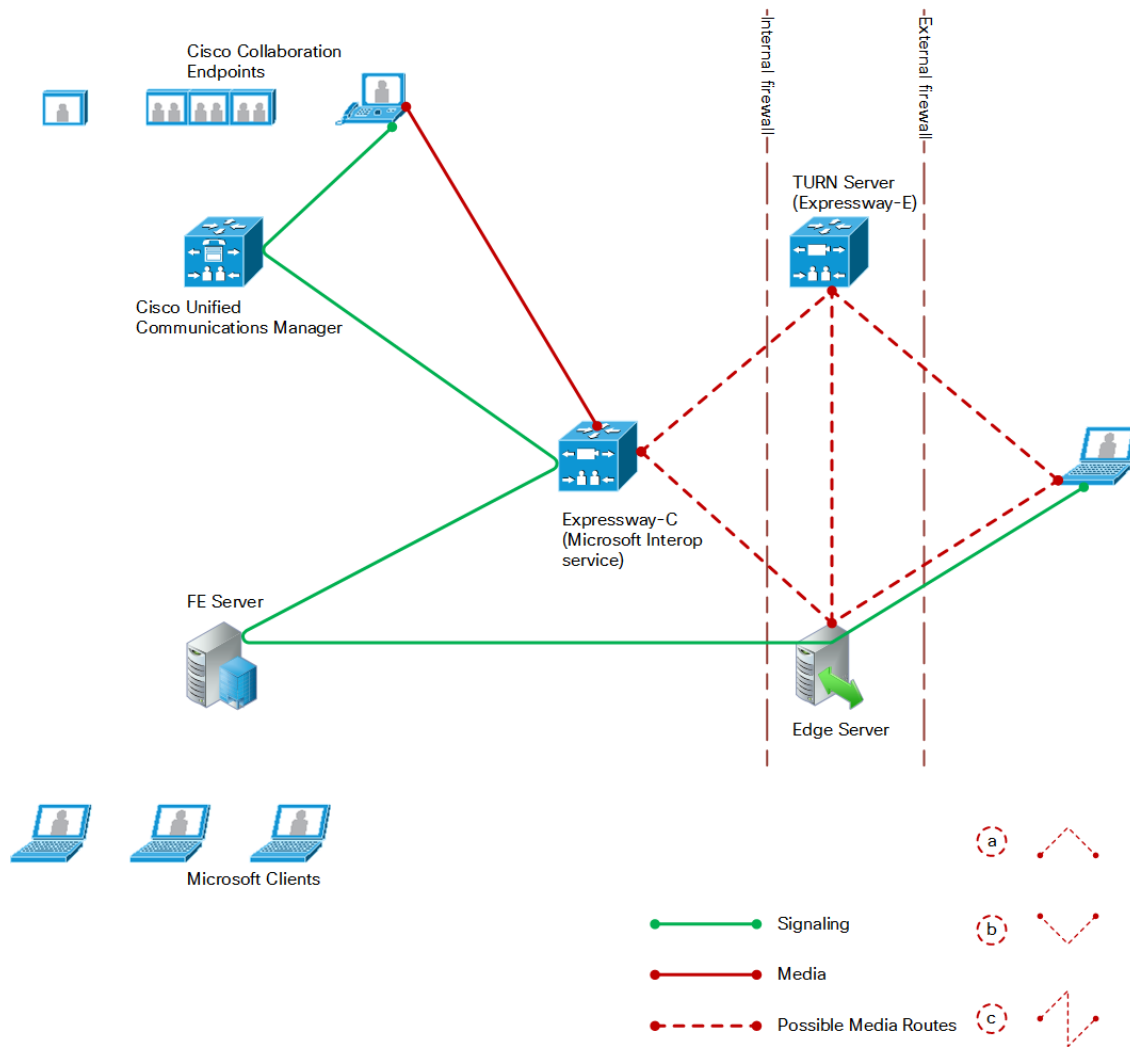 Cisco Collaboration
Endpoints
Internal firewall
External firewall
TURN Server
(Expressway-E)
Cisco Unified
Communications Manager
Expressway-C
(Microsoft Interop
service)
FE Server
Edge Server
Microsoft Clients
a
Signaling
b
Media
Possible Media Routes
c